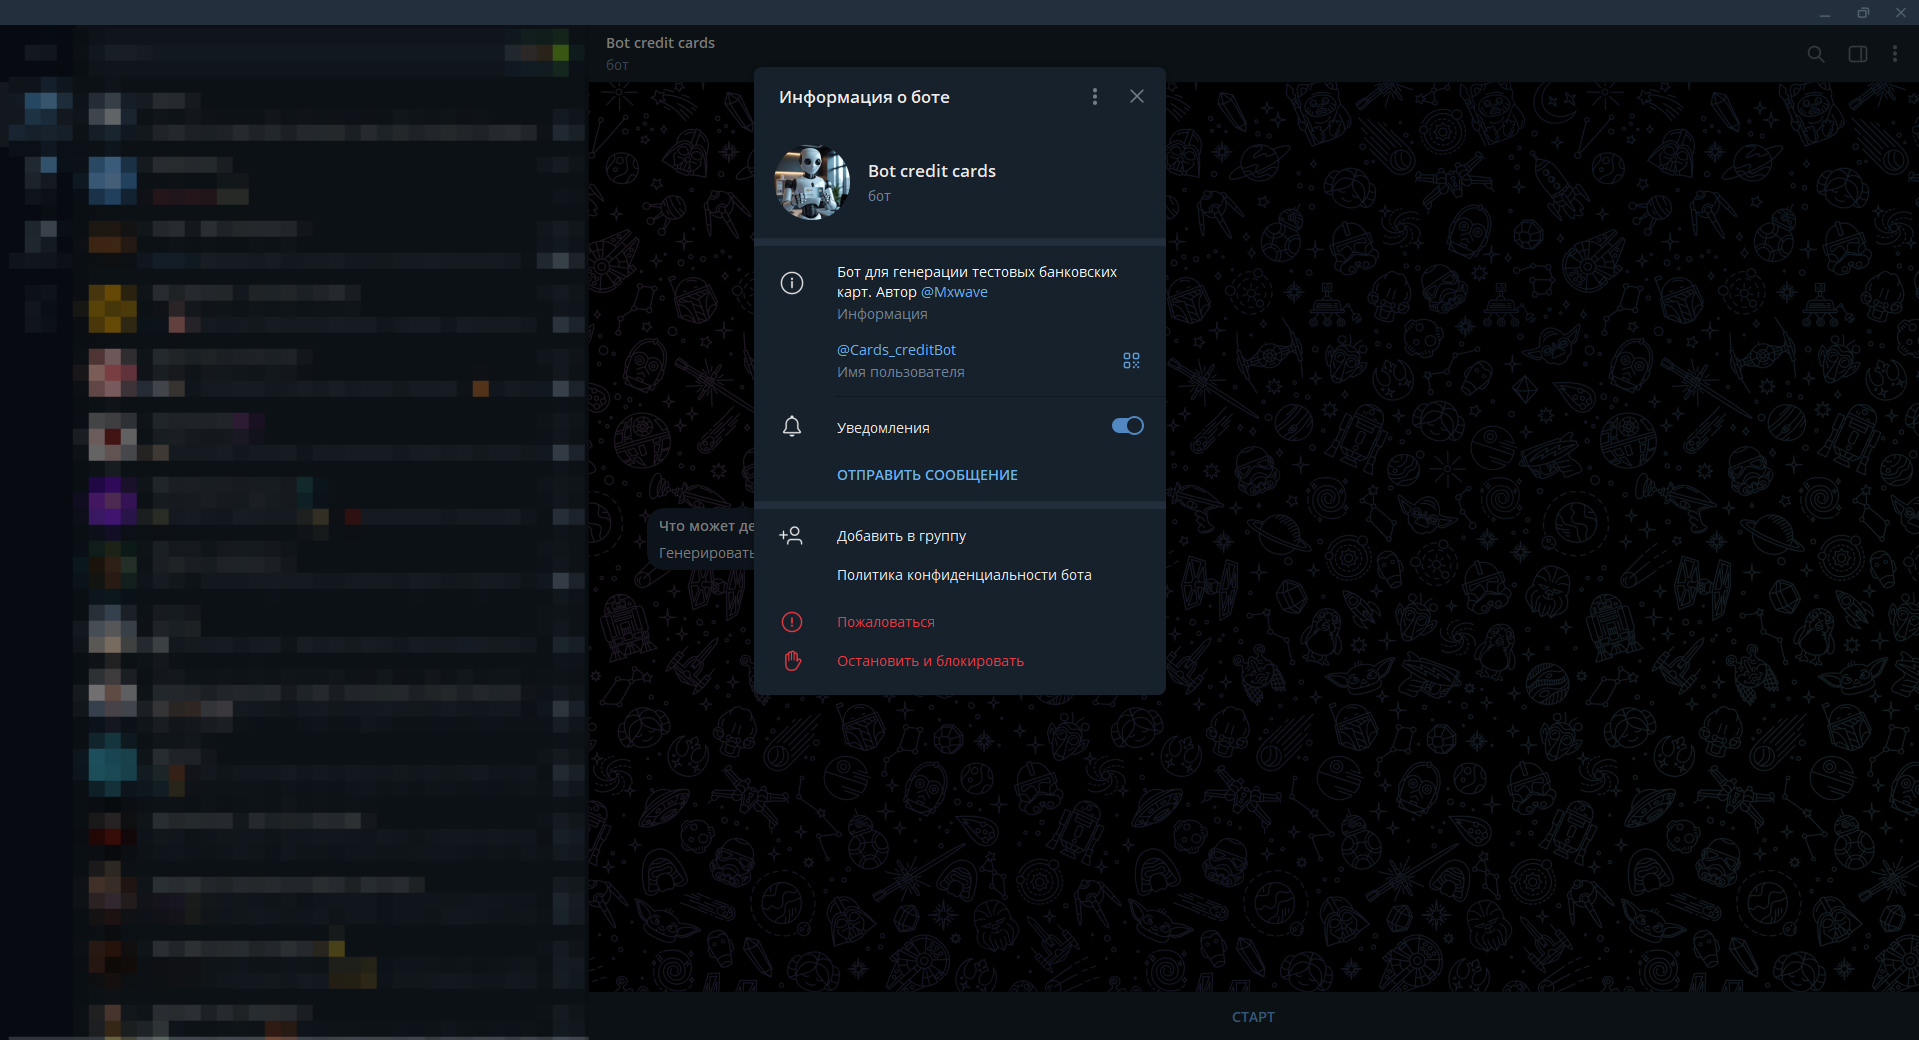 Bot credit cards
бот
Информация о боте
Bot credit cards
бот
Бот для генерации тестовых банковских
карт. Автор @Mxwave
Информация
@Cards_creditBot
Имя пользователя
Уведомления
ОТПРАВИТЬ СООБЩЕНИЕ
Что может
Генерировать
Добавить в группу
Политика конфиденциальности бота
Пожаловаться
Остановить и блокировать
СТАРТ